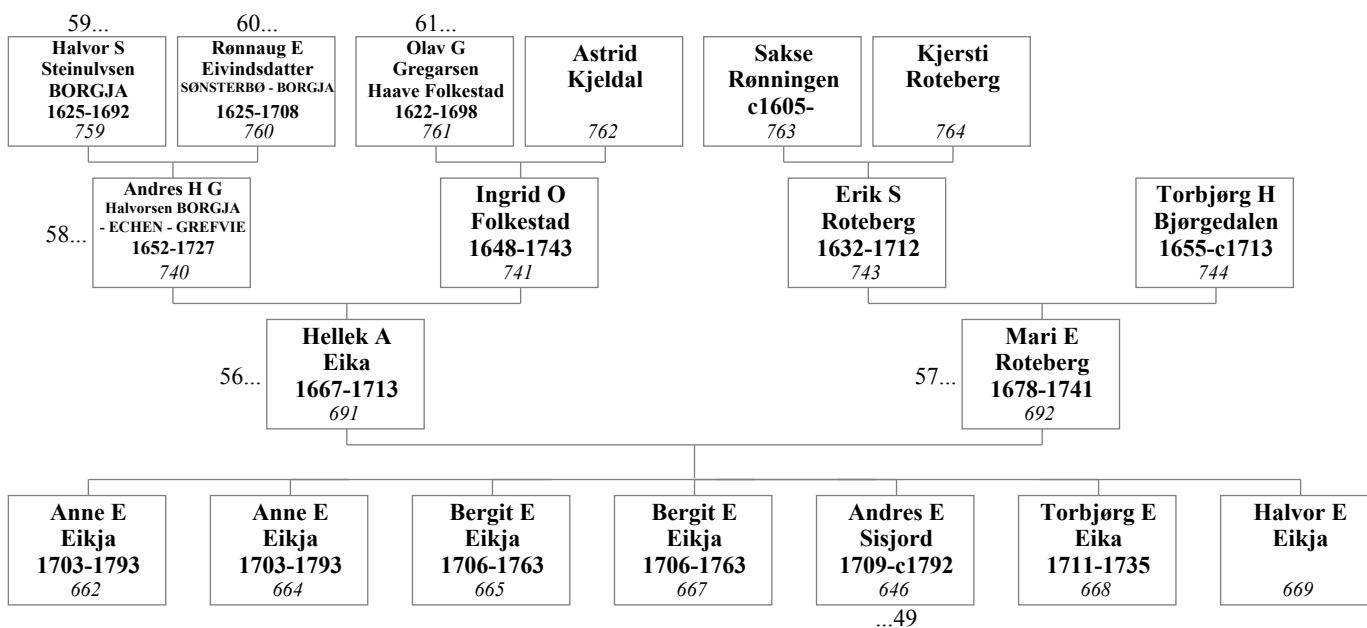 59...
60...
61...
Halvor S
Steinulvsen
BORGJA
1625-1692
759
Rønnaug E
Eivindsdatter
SØNSTERBØ - BORGJA
1625-1708
760
Olav G
Gregarsen
Haave Folkestad
1622-1698
761
Astrid
Kjeldal
762
Sakse
Rønningen
c1605-
763
Kjersti
Roteberg
764
58...
Andres H G
Halvorsen BORGJA
- ECHEN - GREFVIE
1652-1727
740
Ingrid O
Folkestad
1648-1743
741
Erik S
Roteberg
1632-1712
743
Torbjørg H
Bjørgedalen
1655-c1713
744
56...
Hellek A
Eika
1667-1713
691
57...
Mari E
Roteberg
1678-1741
692
Anne E
Eikja
1703-1793
662
Anne E
Eikja
1703-1793
664
Bergit E
Eikja
1706-1763
665
Bergit E
Eikja
1706-1763
667
Andres E
Sisjord
1709-c1792
646
Torbjørg E
Eika
1711-1735
668
Halvor E
Eikja
669
...49